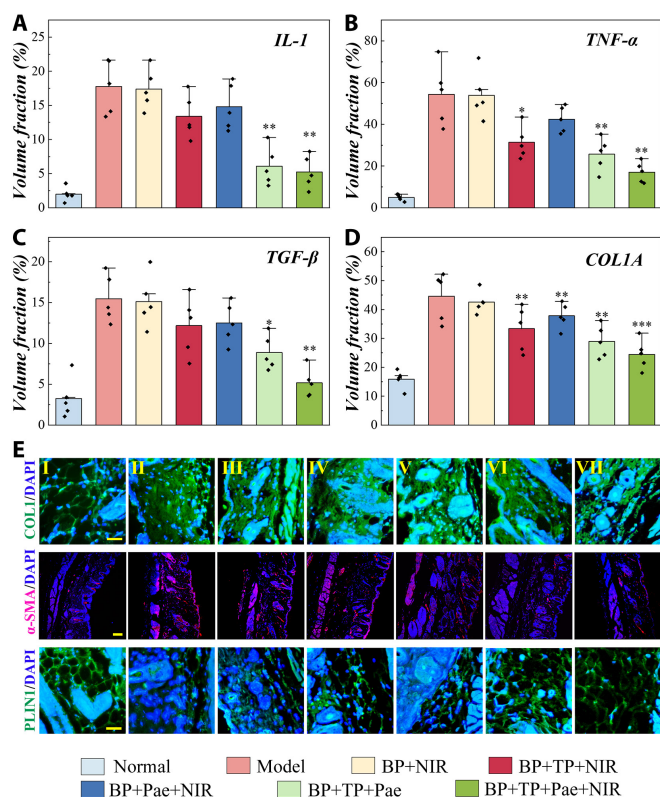 A
IL-1
Volume fraction (%)
25
20
15
10
5
0
**
**
B
TNF-α
Volume fraction (%)
80
60
40
20
0
*
**
**
C
TGF-β
Volume fraction (%)
20
15
10
5
0
*
**
D
COL1A
Volume fraction (%)
60
50
40
30
20
10
0
**
**
**
***
E
I II III IV V VI VII
COL1/DAPI
α-SMA/DAPI
PLIN1/DAPI
Normal Model BP+NIR BP+TP+NIR
BP+Pae+NIR BP+TP+Pae BP+TP+Pae+NIR